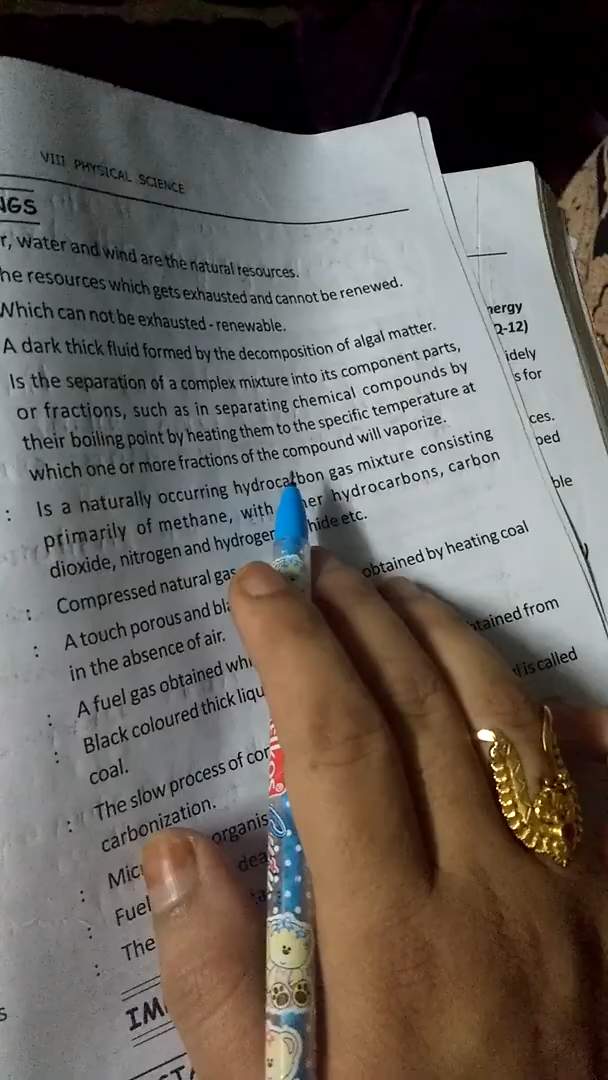 VIII PHYSICAL SCIENCE
NGS
r, water and wind are the natural resources.
he resources which gets exhausted and cannot be renewed.
Which can not be exhausted - renewable.
A dark thick fluid formed by the decomposition of algal matter.
Is the separation of a complex mixture into its component parts,
or fractions, such as in separating chemical compounds by
their boiling point by heating them to the specific temperature at
which one or more fractions of the compound will vaporize.
: Is a naturally occurring hydrocarbon gas mixture consisting
primarily of methane, with her hydrocarbons, carbon
dioxide, nitrogen and hydrogen hide etc.
: Compressed natural gas
: A touch porous and bla obtained by heating coal
in the absence of air.
: A fuel gas obtained whi tained from
: Black coloured thick liqu is called
coal.
: The slow process of con
carbonization.
: Mic organis
: Fuel dea
: The
IM
nergy
Q-12)
idely
s for
ces.
ped
ble